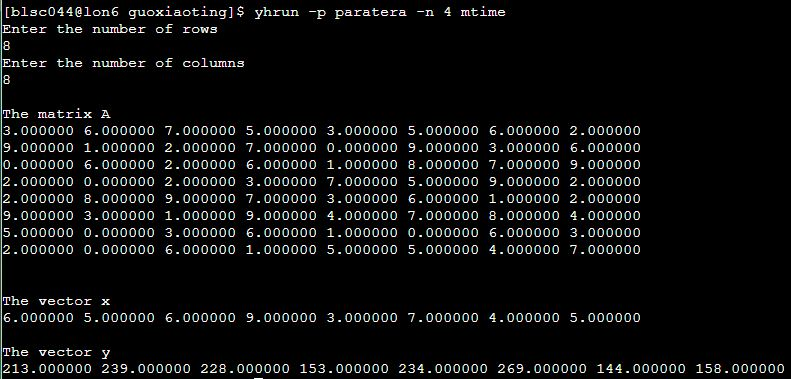 [blsc044@lon6 guoxiaoting]$ yhrun -p paratera -n 4 mtime
Enter the number of rows
8
Enter the number of columns
8
The matrix A
3.000000 6.000000 7.000000 5.000000 3.000000 5.000000 6.000000 2.000000
9.000000 1.000000 2.000000 7.000000 0.000000 9.000000 3.000000 6.000000
0.000000 6.000000 2.000000 6.000000 1.000000 8.000000 7.000000 9.000000
2.000000 0.000000 2.000000 3.000000 7.000000 5.000000 9.000000 2.000000
2.000000 8.000000 9.000000 7.000000 3.000000 6.000000 1.000000 2.000000
9.000000 3.000000 1.000000 9.000000 4.000000 7.000000 8.000000 4.000000
5.000000 0.000000 3.000000 6.000000 1.000000 0.000000 6.000000 3.000000
2.000000 0.000000 6.000000 1.000000 5.000000 5.000000 4.000000 7.000000
The vector x
6.000000 5.000000 6.000000 9.000000 3.000000 7.000000 4.000000 5.000000
The vector y
213.000000 239.000000 228.000000 153.000000 234.000000 269.000000 144.000000 158.000000